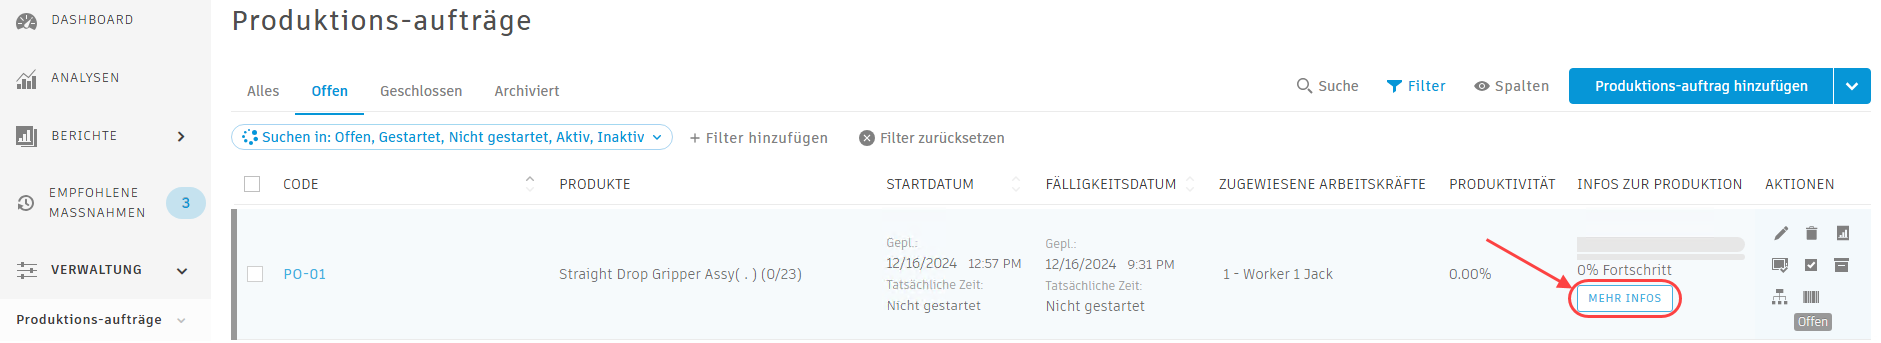 DASHBOARD
ANALYSEN
BERICHTE
EMPFOHLENE
MASSNAHMEN
3
VERWALTUNG
Produktions-aufträge
Produktions-aufträge
Alles Offen Geschlossen Archiviert
Suche Filter Spalten Produktions-auftrag hinzufügen
Suchen in: Offen, Gestartet, Nicht gestartet, Aktiv, Inaktiv + Filter hinzufügen Filter zurücksetzen
CODE PRODUKTE STARTDATUM FÄLLIGKEITSDATUM ZUGEWIESENE ARBEITSKRÄFTE PRODUKTIVITÄT INFOS ZUR PRODUKTION AKTIONEN
PO-01
Straight Drop Gripper Assy( . ) (0/23)
Gepl.:
12/16/2024 12:57 PM
Tatsächliche Zeit:
Nicht gestartet
Gepl.:
12/16/2024 9:31 PM
Tatsächliche Zeit:
Nicht gestartet
1 - Worker 1 Jack
0.00%
0% Fortschritt
MEHR INFOS
Offen